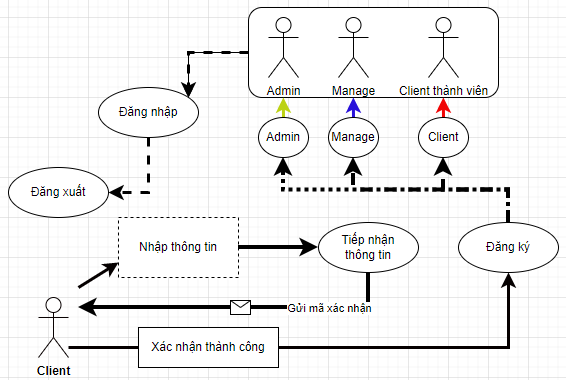 Admin Manage Client thành viên
Đăng nhập
Admin Manage Client
Đăng xuất
Nhập thông tin
Tiếp nhận
thông tin
Đăng ký
Gửi mã xác nhận
Xác nhận thành công
Client